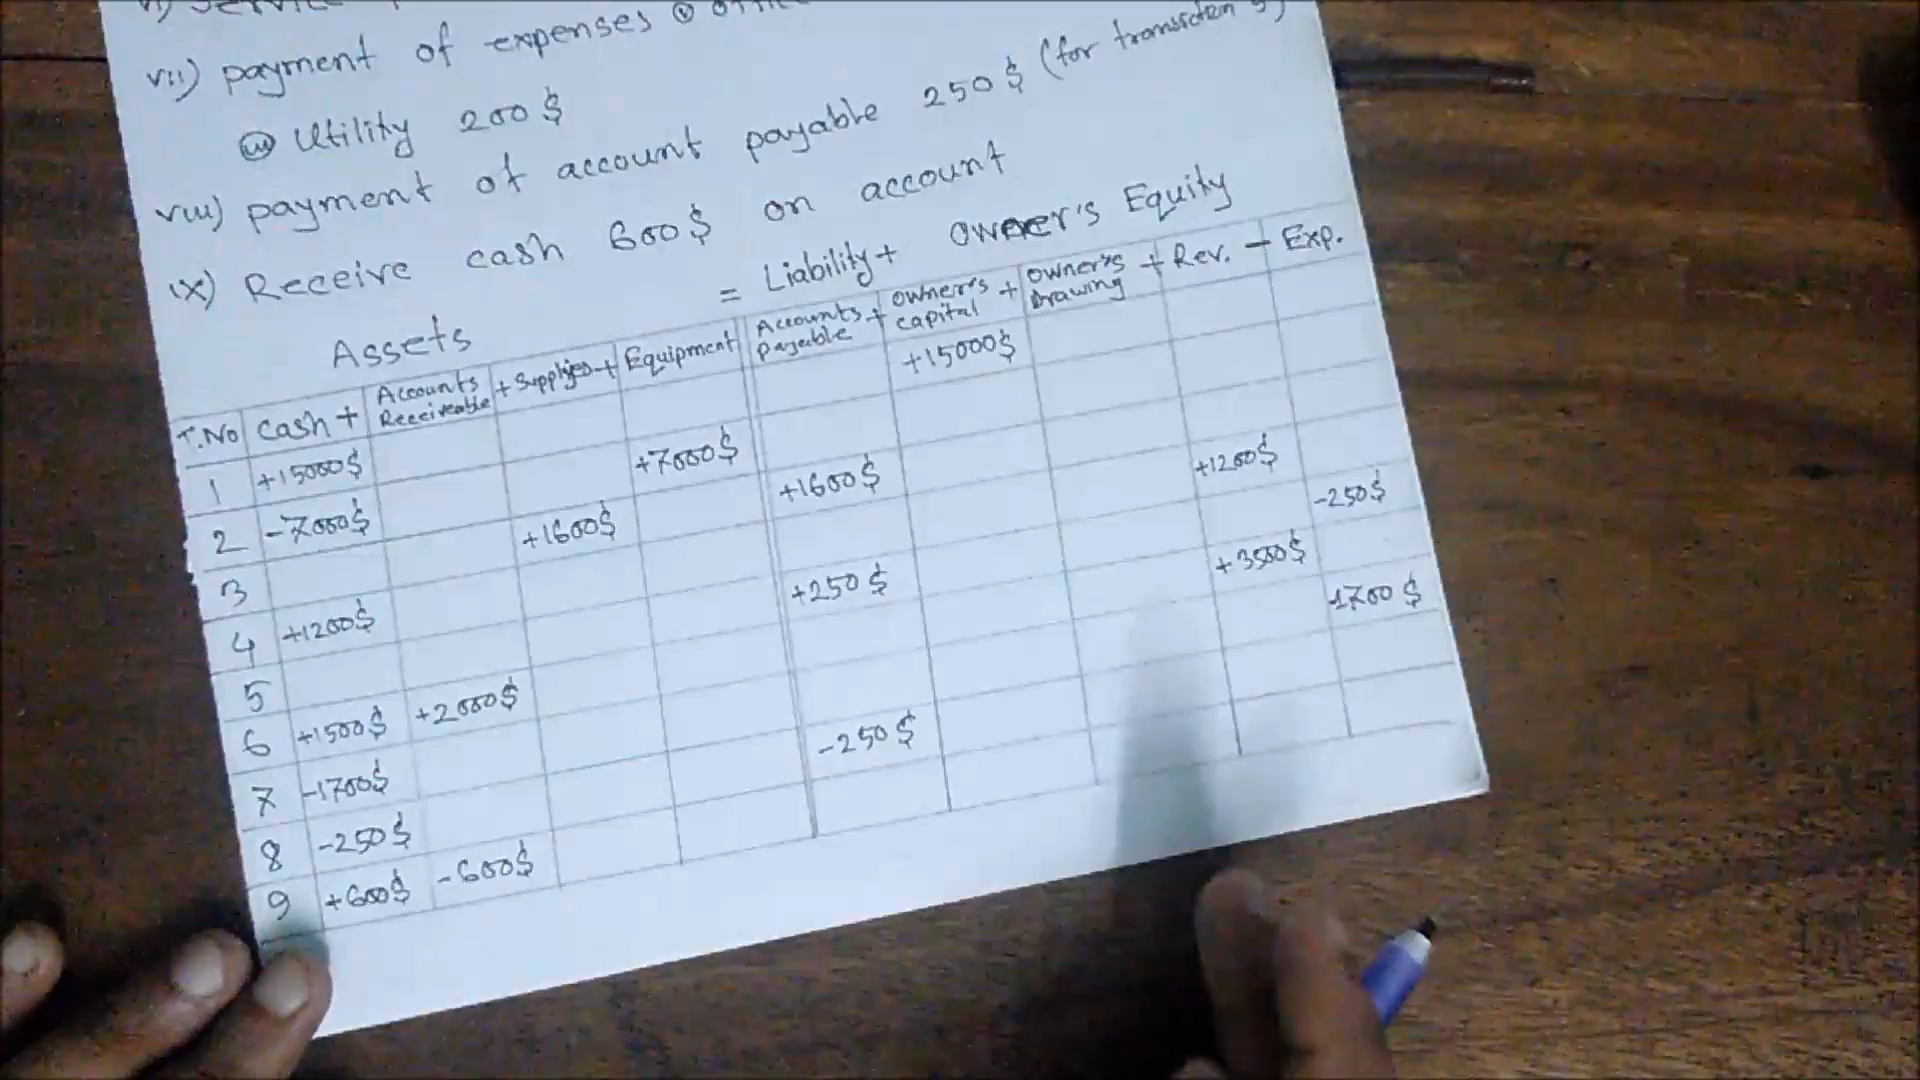 vii) payment of expenses
Utility 200$
viii) payment of account payable 250$ (for transaction 5)
ix) Receive cash 600$ on account
Assets = Liability + Owner's Equity
T.No Cash + Accounts Receiveable + Supplies + Equipment Accounts payable + Owner's capital + Owner's Drawing + Rev. - Exp.
1 +15000$ +15000$
2 -7000$ +7000$
3 +1600$ +1600$
4 +1200$ +1200$
5 +250$ -250$
6 +1500$ +2000$ +3500$
7 -1700$ -1700$
8 -250$ -250$
9 +600$ -600$